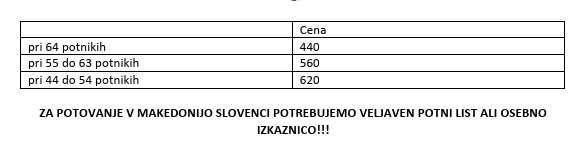 Cena
pri 64 potnikih 440
pri 55 do 63 potnikih 560
pri 44 do 54 potnikih 620
ZA POTOVANJE V MAKEDONIJO SLOVENCI POTREBUJEMO VELJAVEN POTNI LIST ALI OSEBNO
IZKAZNICO!!!